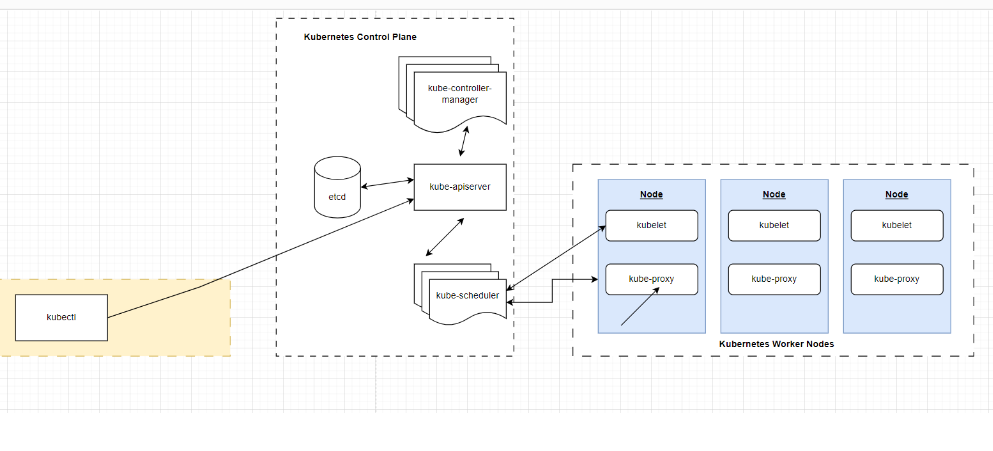 Kubernetes Control Plane
kube-controller-
manager
etcd
kube-apiserver
kube-scheduler
kubectl
Node
kubelet
kube-proxy
Node
kubelet
kube-proxy
Node
kubelet
kube-proxy
Kubernetes Worker Nodes